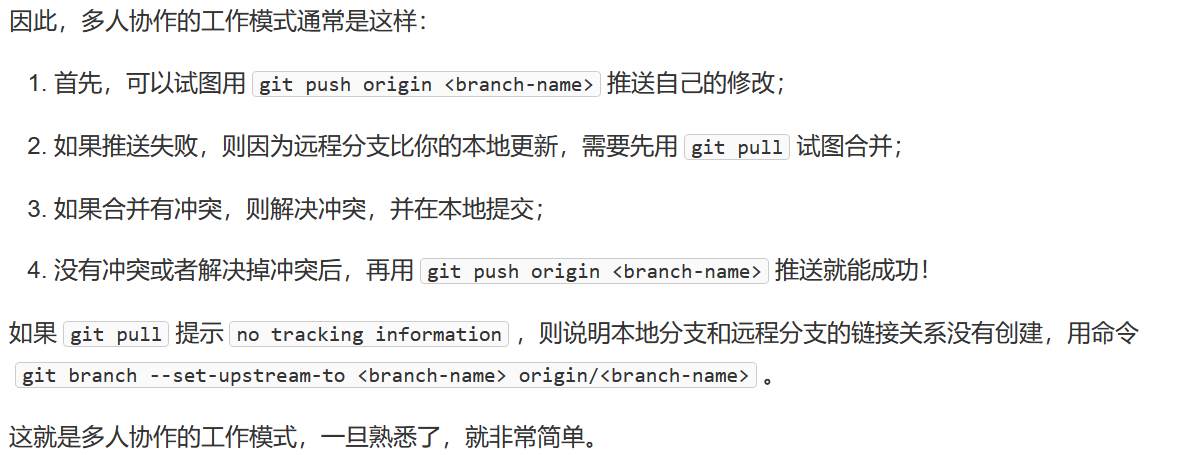 因此，多人协作的工作模式通常是这样：
1. 首先，可以试图用 git push origin <branch-name> 推送自己的修改；
2. 如果推送失败，则因为远程分支比你的本地更新，需要先用 git pull 试图合并；
3. 如果合并有冲突，则解决冲突，并在本地提交；
4. 没有冲突或者解决掉冲突后，再用 git push origin <branch-name> 推送就能成功！
如果 git pull 提示 no tracking information ，则说明本地分支和远程分支的链接关系没有创建，用命令
git branch --set-upstream-to <branch-name> origin/<branch-name> 。
这就是多人协作的工作模式，一旦熟悉了，就非常简单。